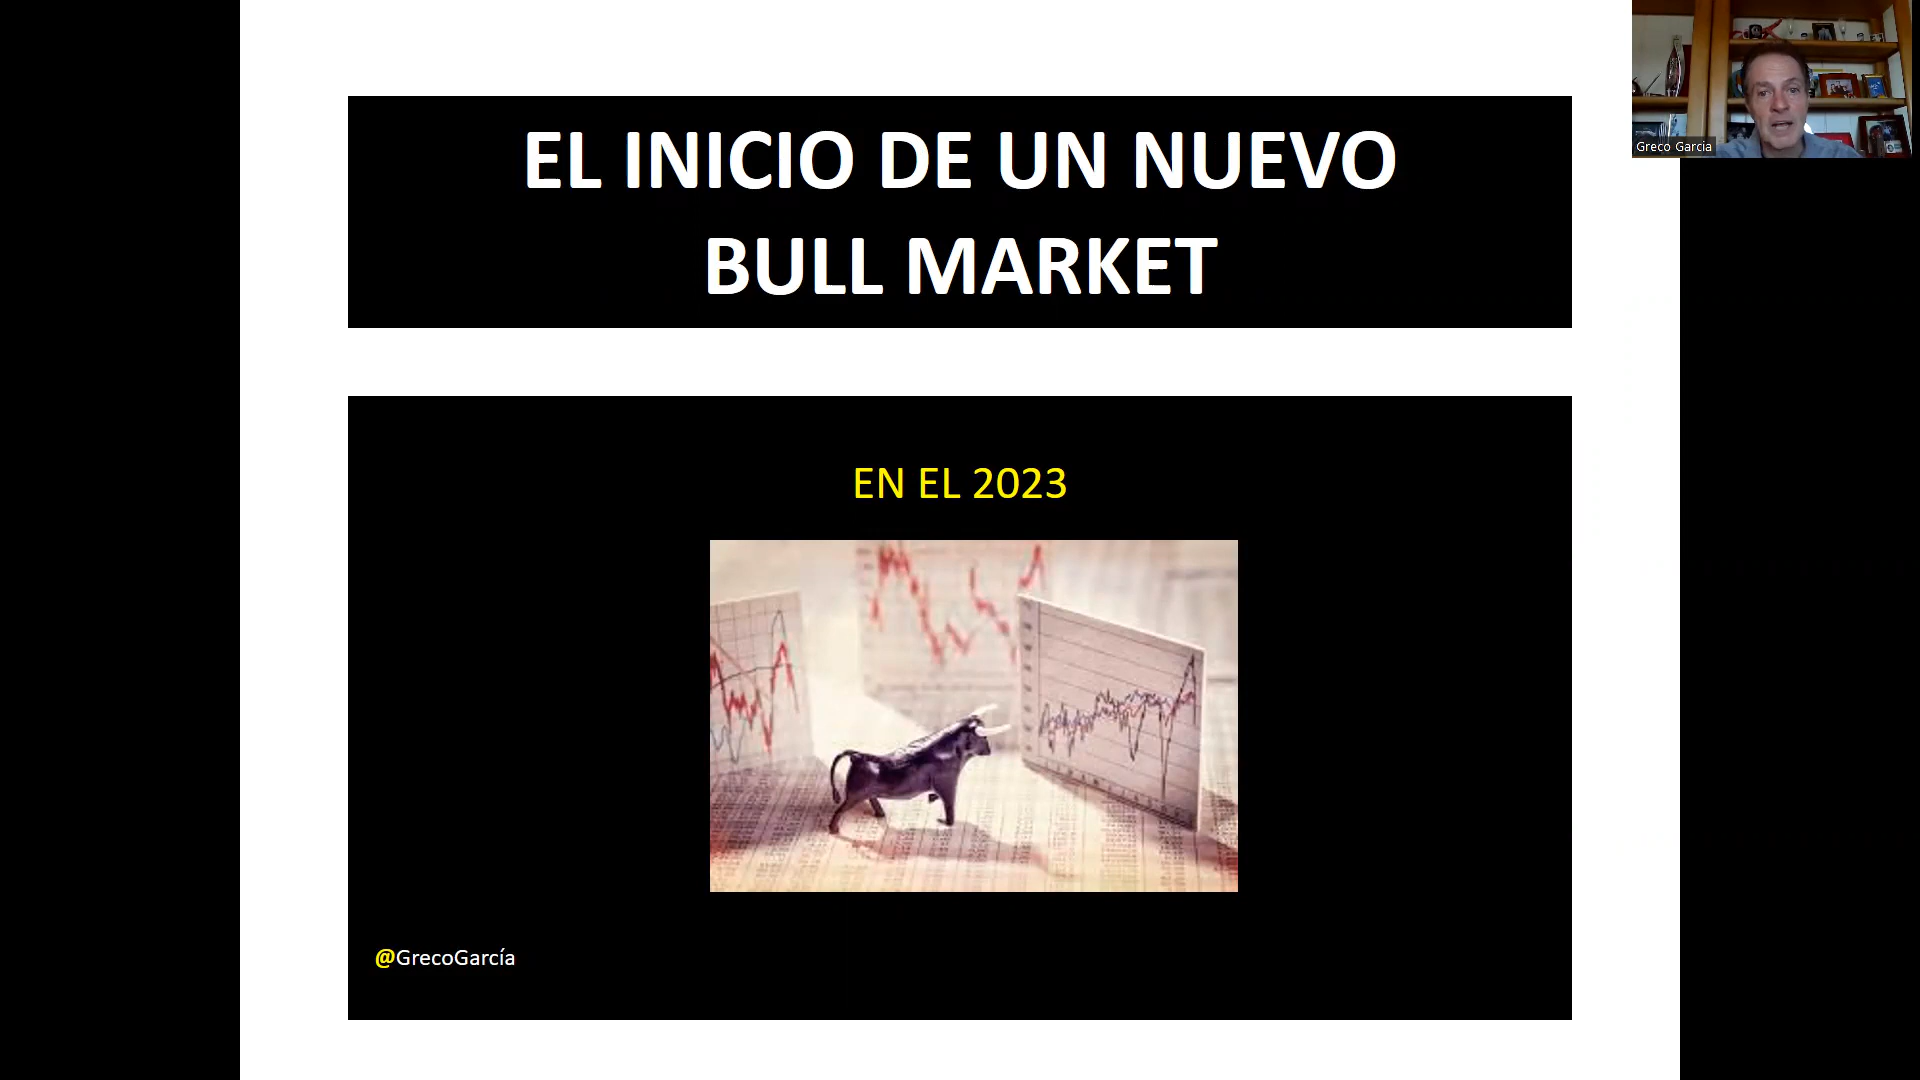 EL INICIO DE UN NUEVO
BULL MARKET
EN EL 2023
@GrecoGarcía
Greco Garcia